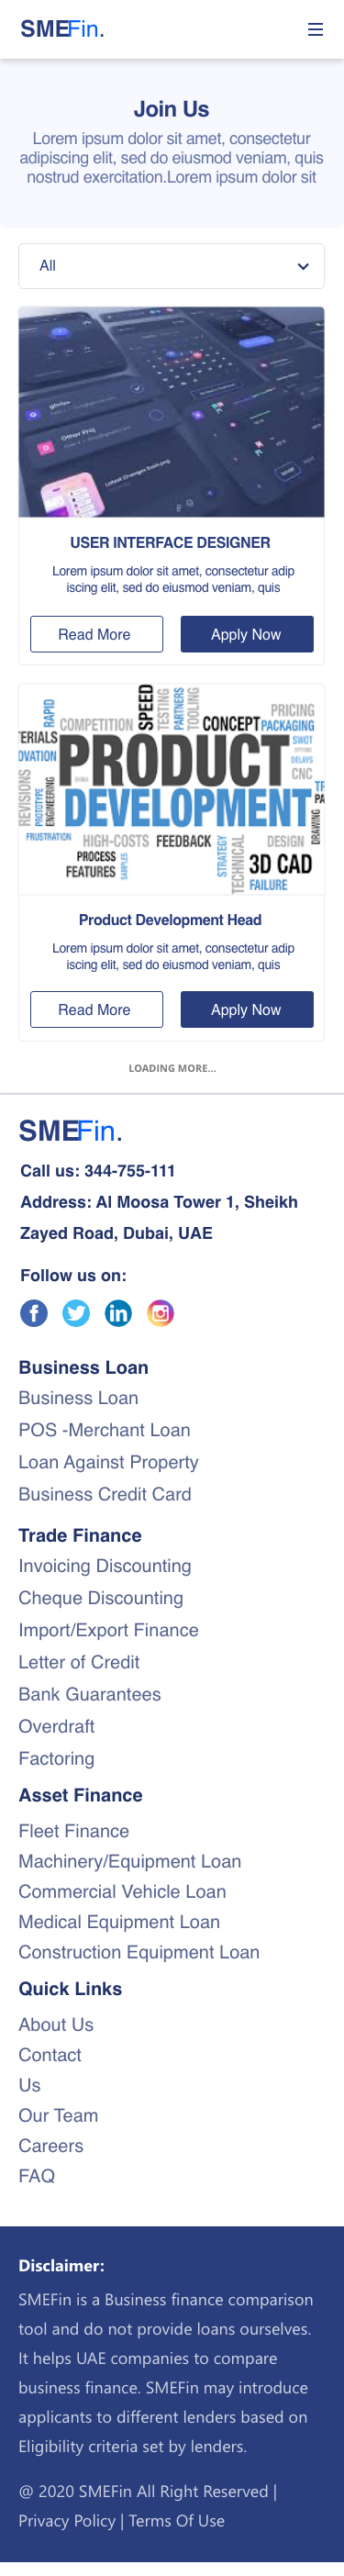 SMEFin.
Join Us
Lorem ipsum dolor sit amet, consectetur
adipiscing elit, sed do eiusmod veniam, quis
nostrud exercitation.Lorem ipsum dolor sit
All
USER INTERFACE DESIGNER
Lorem ipsum dolor sit amet, consectetur adip
iscing elit, sed do eiusmod veniam, quis
Read More
Apply Now
RAPID
COMPETITION
SPEED
TESTING
PARTNERS
TOOLING
CONCEPT
PRICING
PACKAGING
SWOT
OPTIONS
DELAYS
CNC
REVISIONS
PROTOTYPE
ENGINEERING
PRODUCT
DEVELOPMENT
FRUSTRATION
HIGH-COSTS
FEEDBACK
STRATEGY
TECHNICAL
DESIGN
DRAWING
PROCESS
FEATURES
SAMPLES
3D CAD
FAILURE
Product Development Head
Lorem ipsum dolor sit amet, consectetur adip
iscing elit, sed do eiusmod veniam, quis
Read More
Apply Now
LOADING MORE...
SMEFin.
Call us: 344-755-111
Address: Al Moosa Tower 1, Sheikh
Zayed Road, Dubai, UAE
Follow us on:
Business Loan
Business Loan
POS -Merchant Loan
Loan Against Property
Business Credit Card
Trade Finance
Invoicing Discounting
Cheque Discounting
Import/Export Finance
Letter of Credit
Bank Guarantees
Overdraft
Factoring
Asset Finance
Fleet Finance
Machinery/Equipment Loan
Commercial Vehicle Loan
Medical Equipment Loan
Construction Equipment Loan
Quick Links
About Us
Contact
Us
Our Team
Careers
FAQ
Disclaimer:
SMEFin is a Business finance comparison
tool and do not provide loans ourselves.
It helps UAE companies to compare
business finance. SMEFin may introduce
applicants to different lenders based on
Eligibility criteria set by lenders.
@ 2020 SMEFin All Right Reserved |
Privacy Policy | Terms Of Use